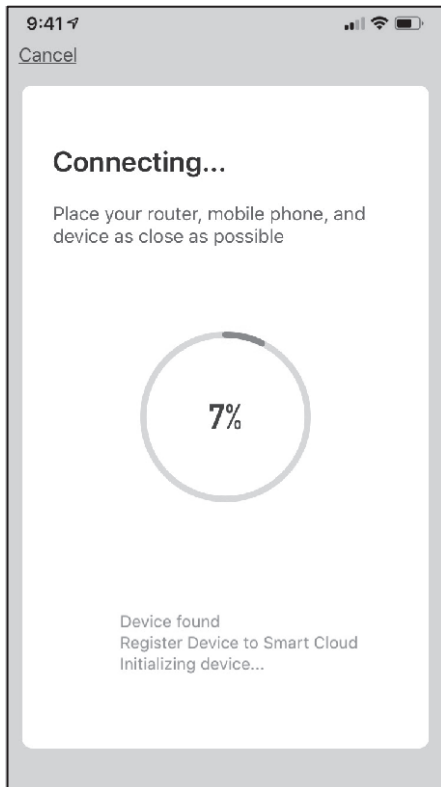 9:41
Cancel
Connecting...
Place your router, mobile phone, and
device as close as possible
7%
Device found
Register Device to Smart Cloud
Initializing device...